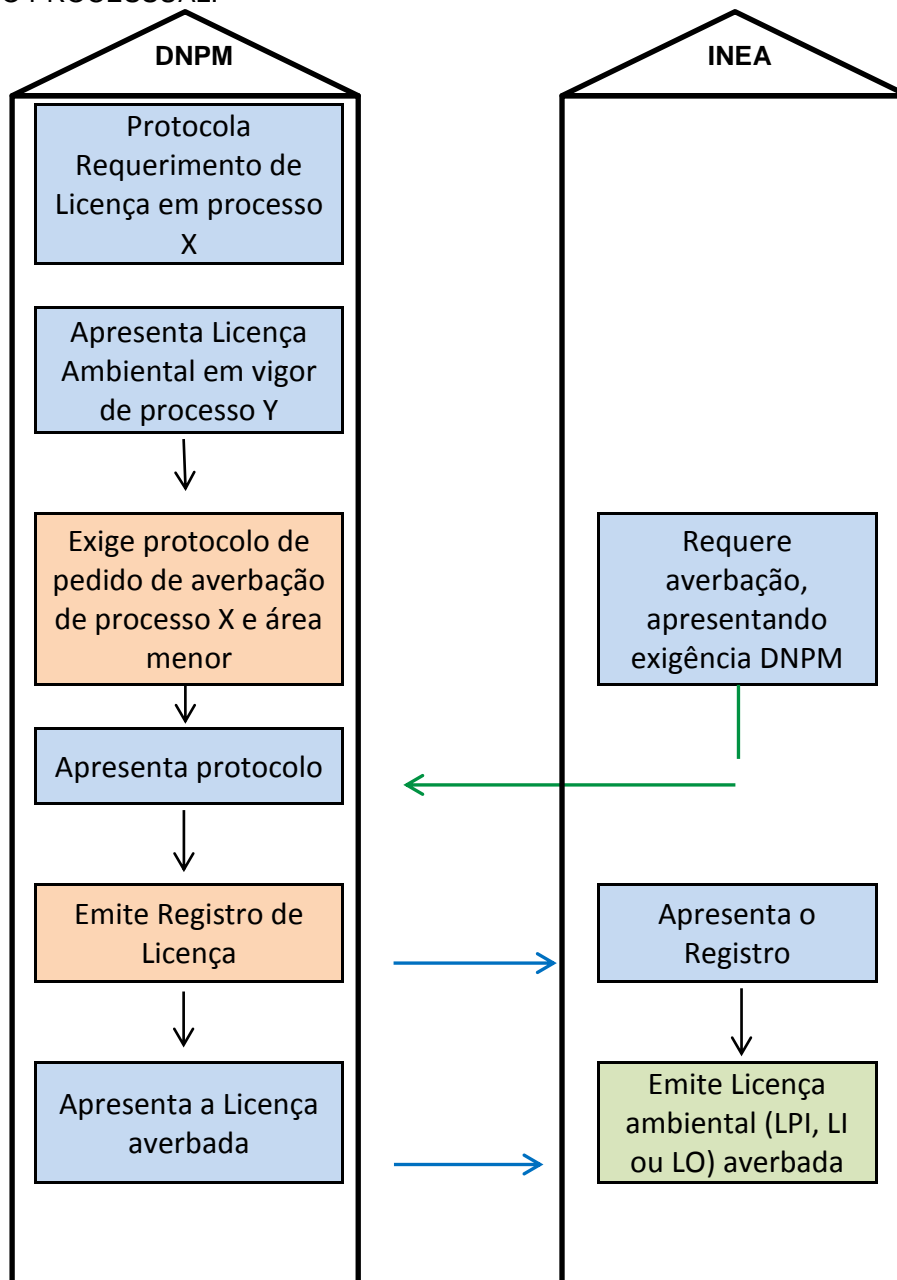 DNPM
INEA
Protocola
Requerimento de
Licença em processo
X
Apresenta Licença
Ambiental em vigor
de processo Y
Exige protocolo de
pedido de averbação
de processo X e área
menor
Requere
averbação,
apresentando
exigência DNPM
Apresenta protocolo
Emite Registro de
Licença
Apresenta o
Registro
Apresenta a Licença
averbada
Emite Licença
ambiental (LPI, LI
ou LO) averbada